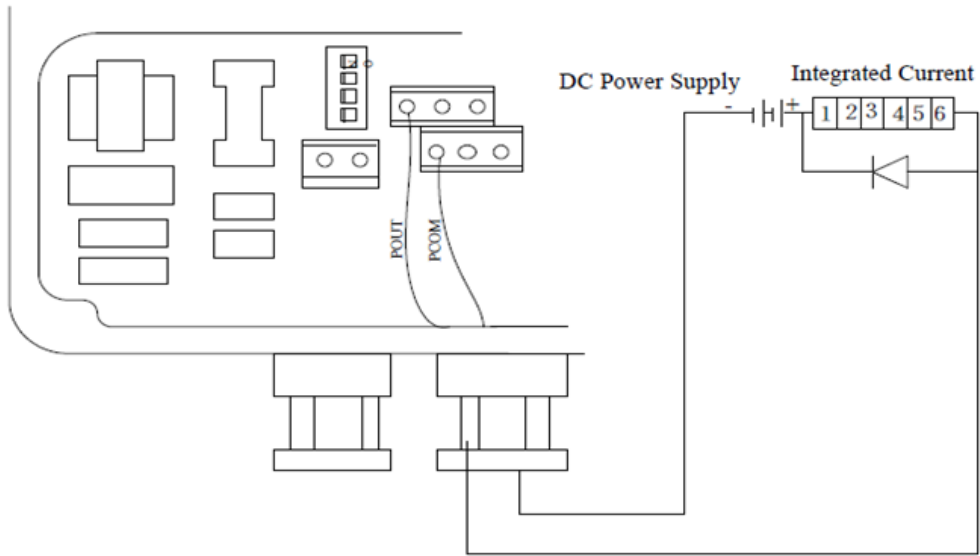 DC Power Supply
Integrated Current
- +
1 2 3 4 5 6
POUT
PCOM